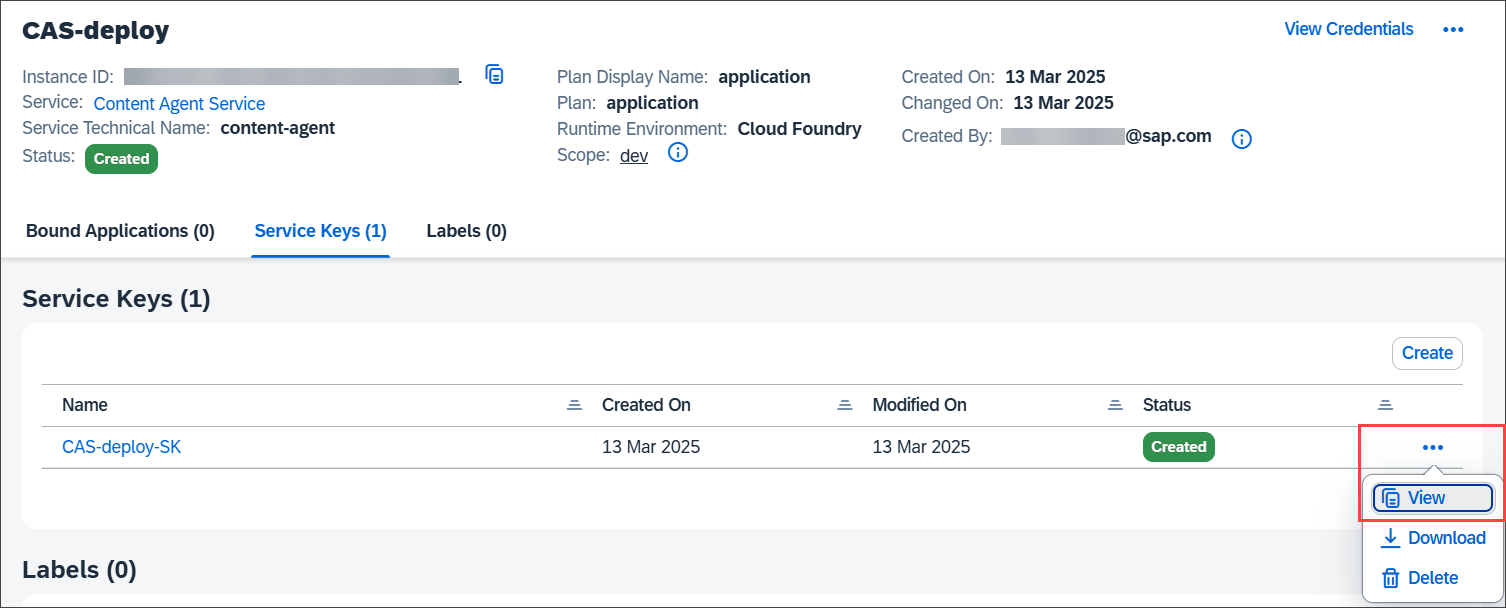 CAS-deploy
View Credentials
Instance ID:
Service: Content Agent Service
Service Technical Name: content-agent
Status: Created
Plan Display Name: application
Plan: application
Runtime Environment: Cloud Foundry
Scope: dev
Created On: 13 Mar 2025
Changed On: 13 Mar 2025
Created By: @sap.com
Bound Applications (0) Service Keys (1) Labels (0)
Service Keys (1)
Create
Name Created On Modified On Status
CAS-deploy-SK 13 Mar 2025 13 Mar 2025 Created
View
Download
Delete
Labels (0)